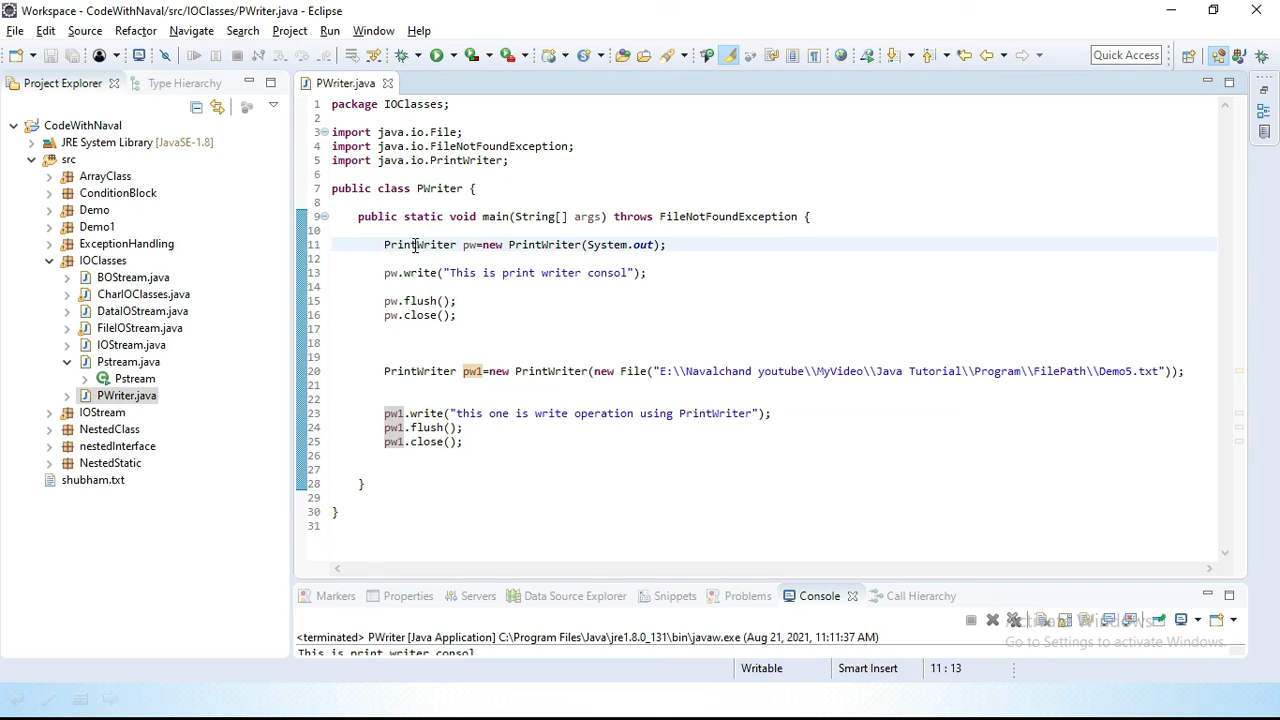 Workspace - CodeWithNaval/src/IOClasses/PWriter.java - Eclipse
File Edit Source Refactor Navigate Search Project Run Window Help
Quick Access
Project Explorer Type Hierarchy
CodeWithNaval
JRE System Library [JavaSE-1.8]
src
ArrayClass
ConditionBlock
Demo
Demo1
ExceptionHandling
IOClasses
BOStream.java
CharIOClasses.java
DataIOStream.java
FileIOStream.java
IOStream.java
Pstream.java
Pstream
PWriter.java
IOStream
NestedClass
nestedInterface
NestedStatic
shubham.txt
PWriter.java
1 package IOClasses;
2
3 import java.io.File;
4 import java.io.FileNotFoundException;
5 import java.io.PrintWriter;
6
7 public class PWriter {
8
9 public static void main(String[] args) throws FileNotFoundException {
10
11 PrintWriter pw=new PrintWriter(System.out);
12
13 pw.write("This is print writer consol");
14
15 pw.flush();
16 pw.close();
17
18
19
20 PrintWriter pw1=new PrintWriter(new File("E:\\Navalchand youtube\\MyVideo\\Java Tutorial\\Program\\FilePath\\Demo5.txt"));
21
22
23 pw1.write("this one is write operation using PrintWriter");
24 pw1.flush();
25 pw1.close();
26
27
28 }
29
30 }
31
Markers Properties Servers Data Source Explorer Snippets Problems Console Call Hierarchy
<terminated> PWriter [Java Application] C:\Program Files\Java\jre1.8.0_131\bin\javaw.exe (Aug 21, 2021, 11:11:37 AM)
This is print writer consol
Activate Windows
Go to Settings to activate Windows.
Writable Smart Insert 11 : 13